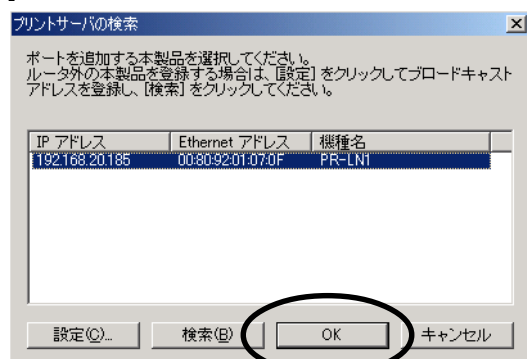 プリントサーバの検索
ポートを追加する本製品を選択してください。
ルータ外の本製品を登録する場合は、[設定] をクリックしてブロードキャスト
アドレスを登録し、[検索] をクリックしてください。
IP アドレス Ethernet アドレス 機種名
192.168.20.185 00:80:92:01:07:0F PR-LN1
設定(C)... 検索(B) OK キャンセル